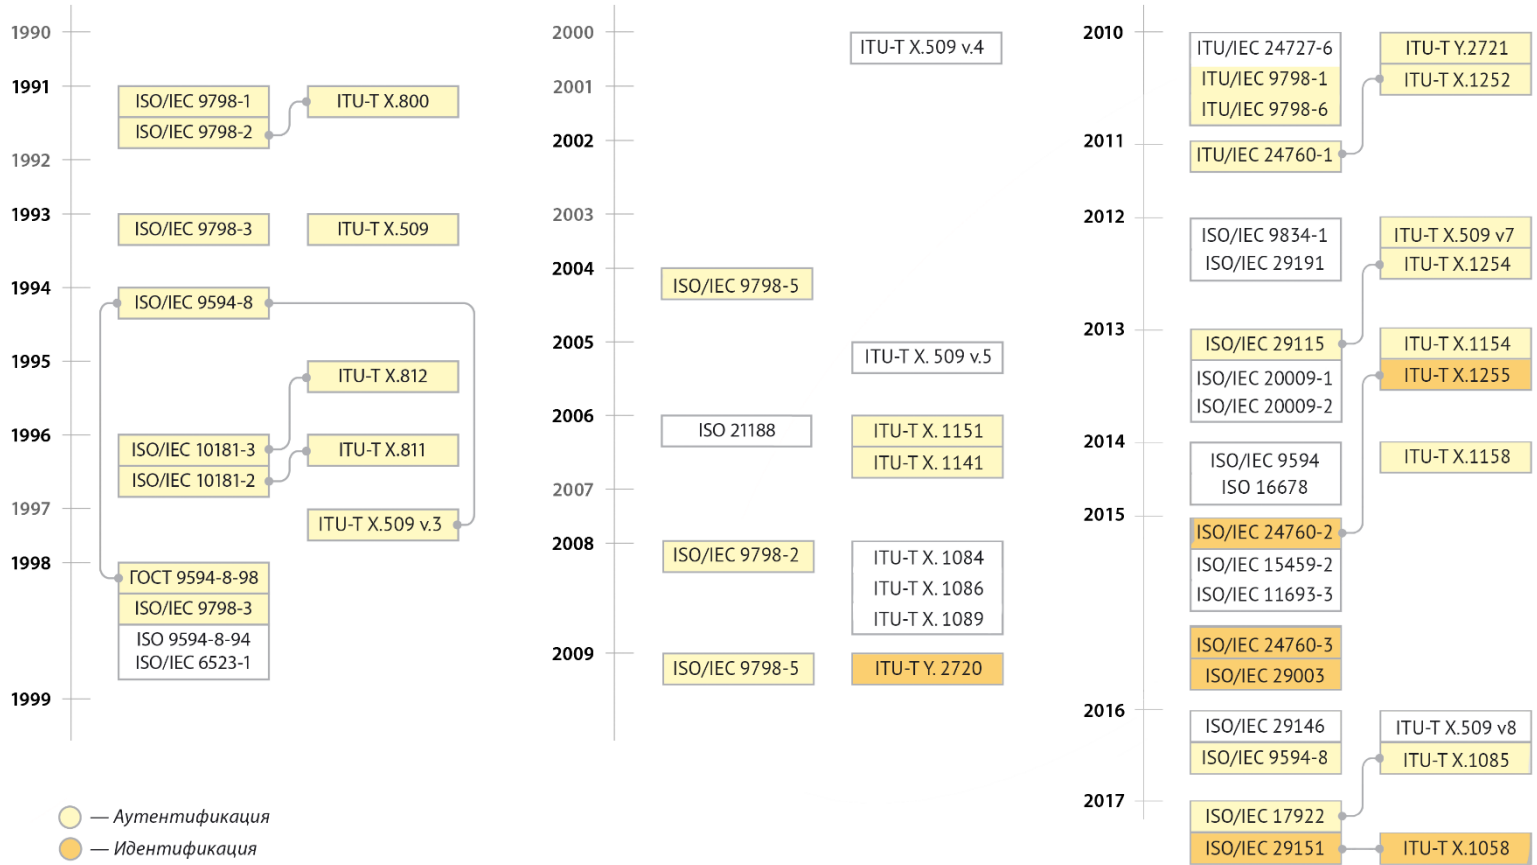 1990
1991
ISO/IEC 9798-1
ITU-T X.800
ISO/IEC 9798-2
1992
1993
ISO/IEC 9798-3
ITU-T X.509
1994
ISO/IEC 9594-8
1995
ITU-T X.812
1996
ISO/IEC 10181-3
ITU-T X.811
ISO/IEC 10181-2
1997
ITU-T X.509 v.3
1998
ГОСТ 9594-8-98
ISO/IEC 9798-3
ISO 9594-8-94
ISO/IEC 6523-1
1999
2000
ITU-T X.509 v.4
2001
2002
2003
2004
ISO/IEC 9798-5
2005
ITU-T X. 509 v.5
2006
ISO 21188
ITU-T X. 1151
ITU-T X. 1141
2007
2008
ISO/IEC 9798-2
ITU-T X. 1084
ITU-T X. 1086
ITU-T X. 1089
2009
ISO/IEC 9798-5
ITU-T Y. 2720
2010
ITU/IEC 24727-6
ITU-T Y.2721
ITU/IEC 9798-1
ITU-T X.1252
ITU/IEC 9798-6
2011
ITU/IEC 24760-1
2012
ISO/IEC 9834-1
ITU-T X.509 v7
ISO/IEC 29191
ITU-T X.1254
2013
ISO/IEC 29115
ITU-T X.1154
ISO/IEC 20009-1
ITU-T X.1255
ISO/IEC 20009-2
2014
ISO/IEC 9594
ITU-T X.1158
ISO 16678
2015
ISO/IEC 24760-2
ISO/IEC 15459-2
ISO/IEC 11693-3
ISO/IEC 24760-3
ISO/IEC 29003
2016
ISO/IEC 29146
ITU-T X.509 v8
ISO/IEC 9594-8
ITU-T X.1085
2017
ISO/IEC 17922
ISO/IEC 29151
ITU-T X.1058
— Аутентификация
— Идентификация